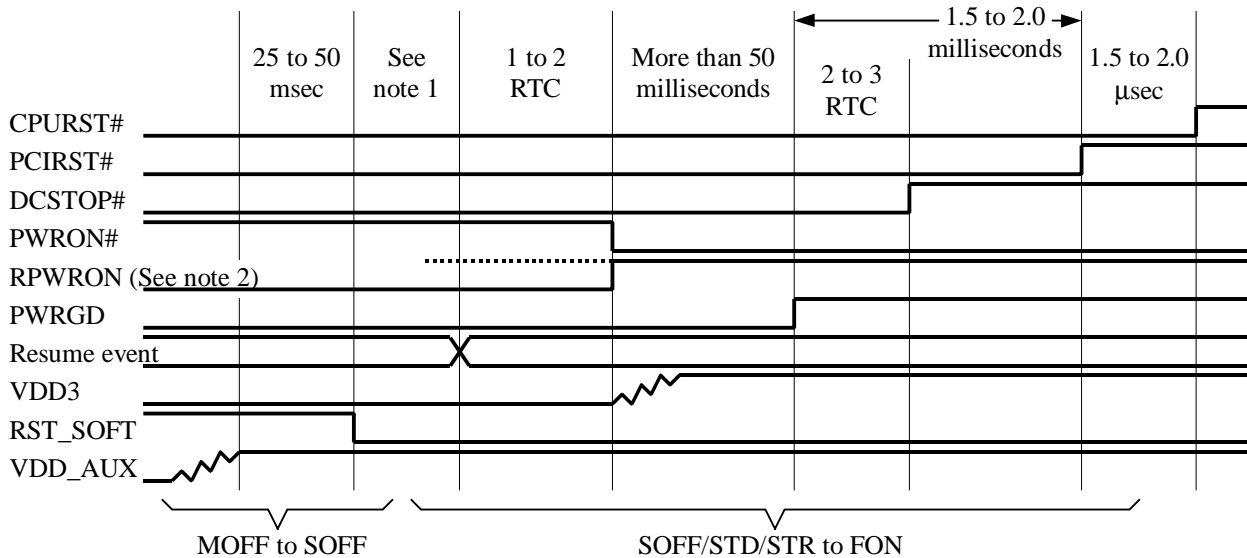 1.5 to 2.0
milliseconds
25 to 50
msec
See
note 1
1 to 2
RTC
More than 50
milliseconds
2 to 3
RTC
1.5 to 2.0
μsec
CPURST#
PCIRST#
DCSTOP#
PWRON#
RPWRON (See note 2)
PWRGD
Resume event
VDD3
RST_SOFT
VDD_AUX
MOFF to SOFF
SOFF/STD/STR to FON